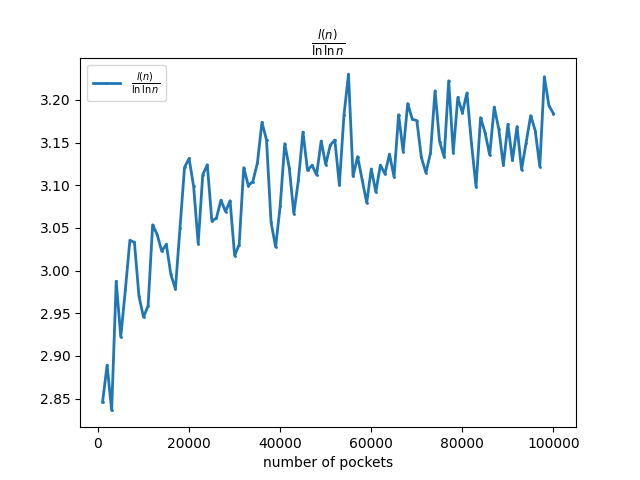 l(n)
ln ln n
l(n)
ln ln n
3.20
3.15
3.10
3.05
3.00
2.95
2.90
2.85
0 20000 40000 60000 80000 100000
number of pockets